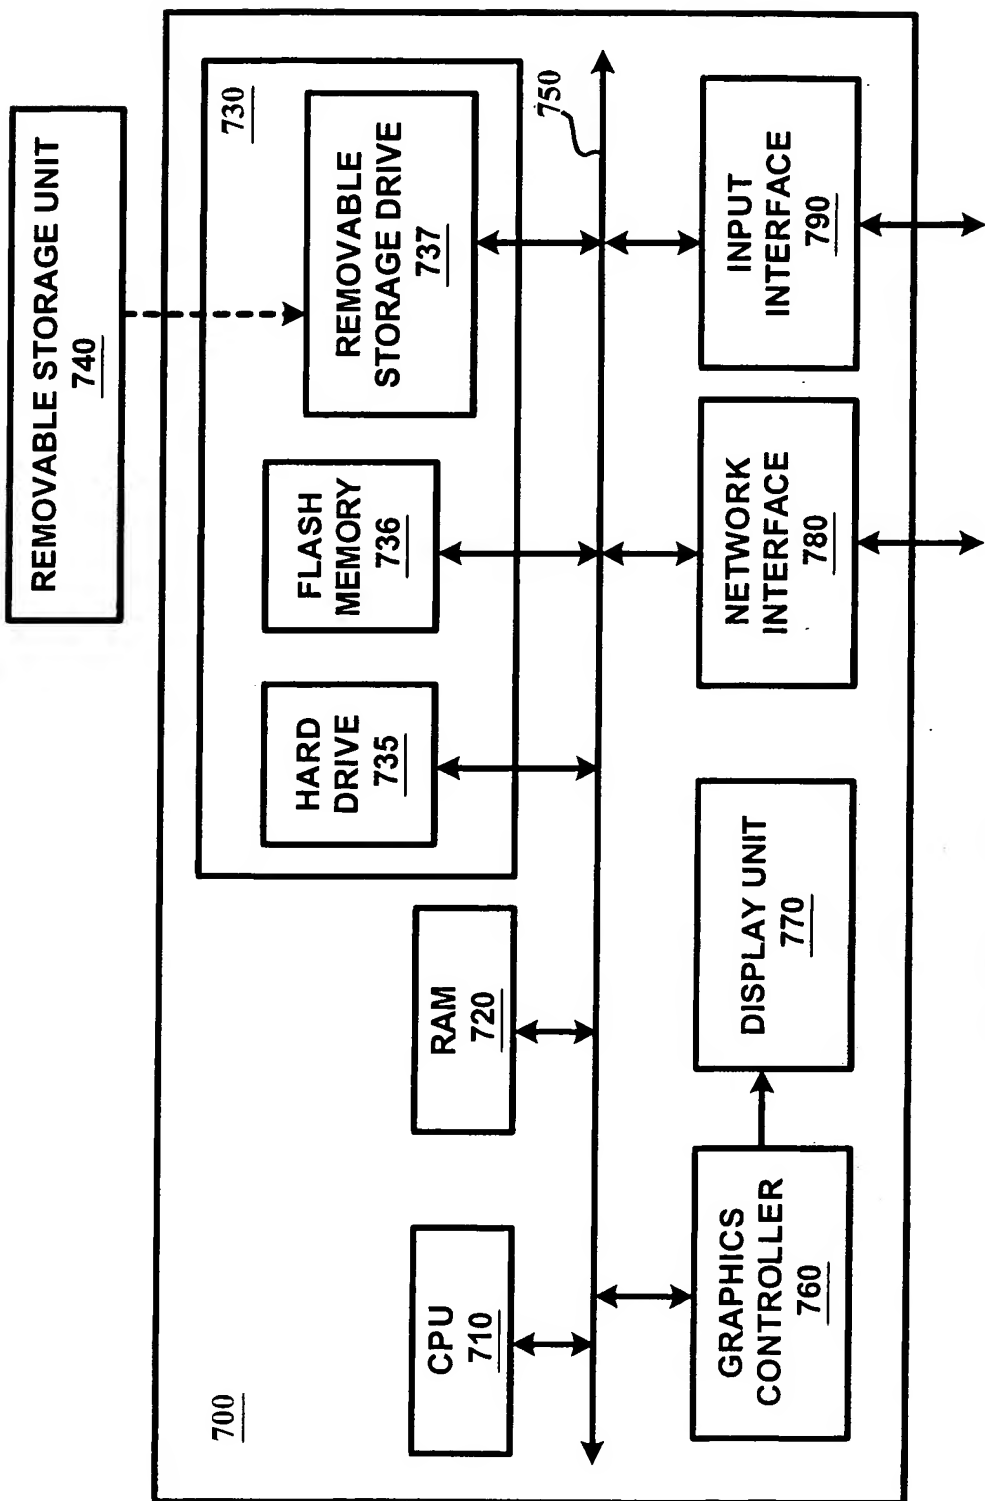 REMOVABLE STORAGE UNIT
740
700
730
CPU
710
RAM
720
HARD
DRIVE
735
FLASH
MEMORY
736
REMOVABLE
STORAGE DRIVE
737
750
GRAPHICS
CONTROLLER
760
DISPLAY UNIT
770
NETWORK
INTERFACE
780
INPUT
INTERFACE
790